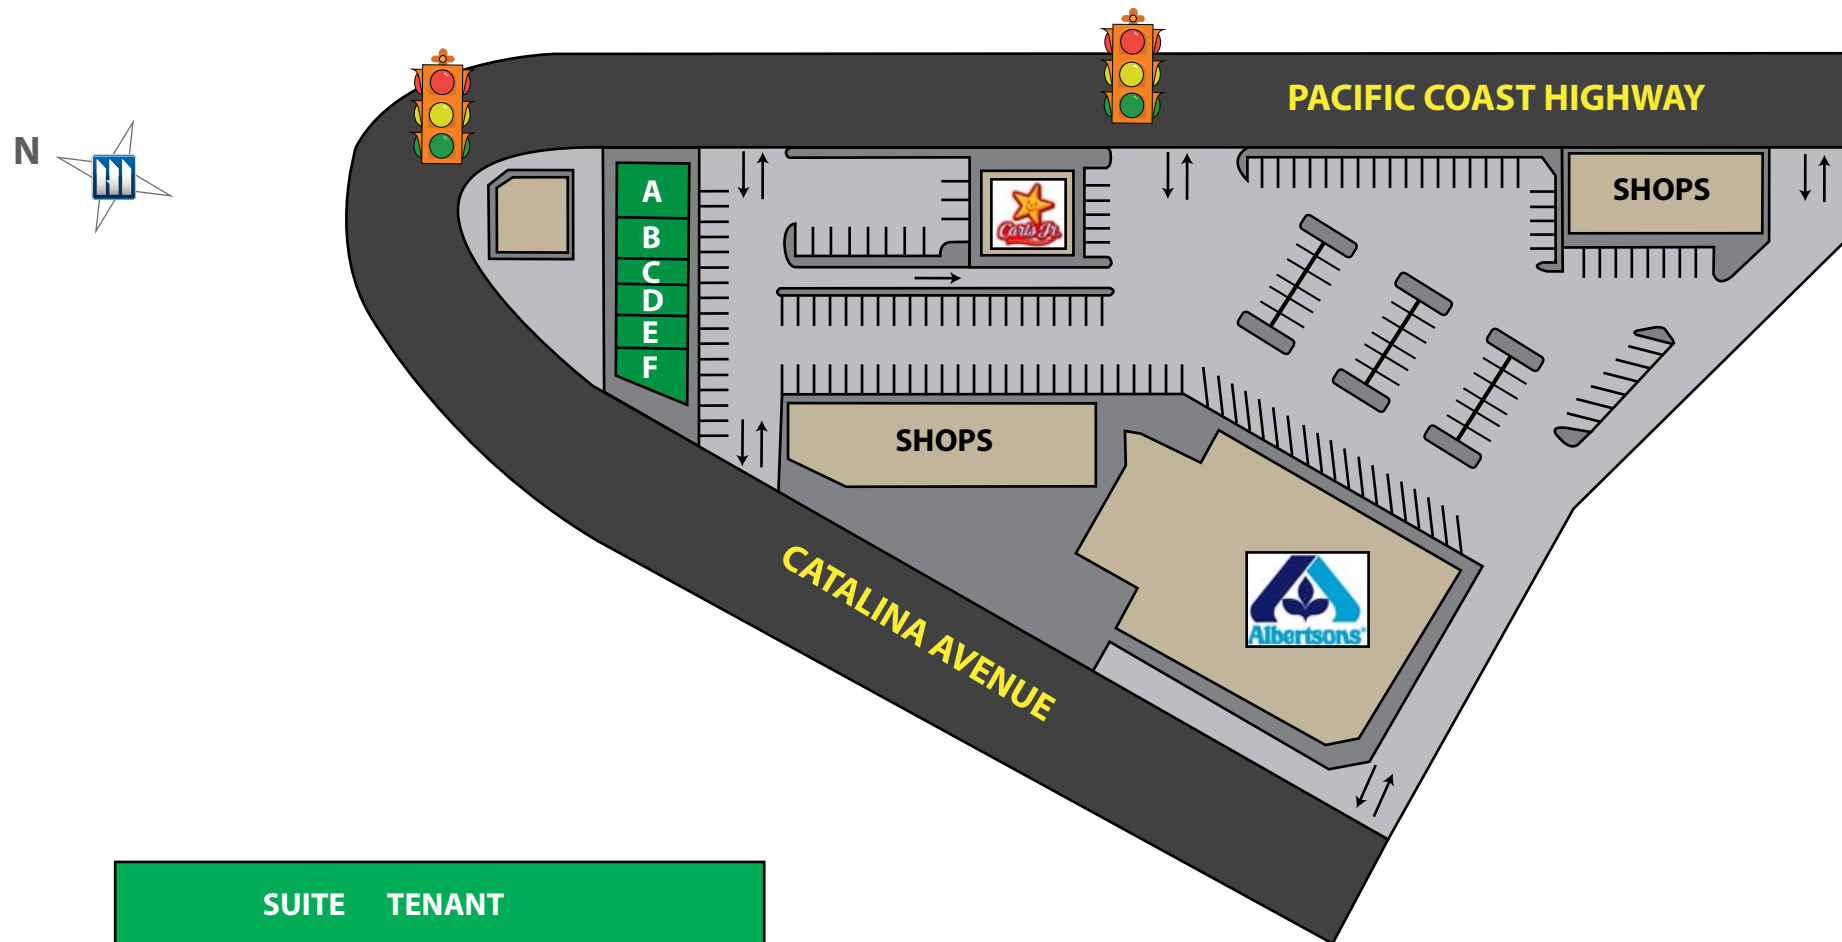 PACIFIC COAST HIGHWAY
N
A
SHOPS
B
Carl's Jr.
C
D
E
F
SHOPS
CATALINA AVENUE
Albertsons®
SUITE TENANT